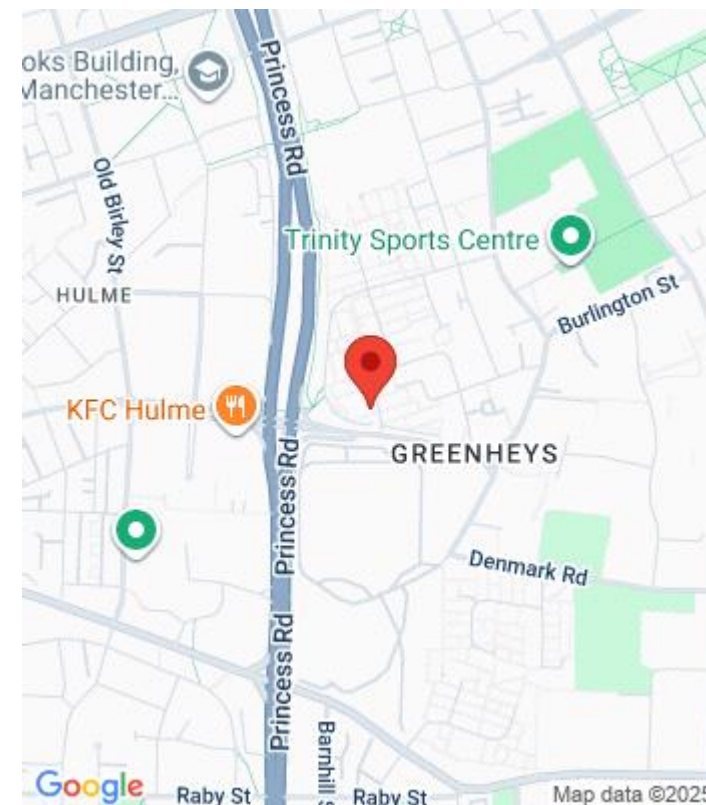 oks Building,
Manchester...
Princess Rd
Old Birley St
Trinity Sports Centre
HULME
Burlington St
KFC Hulme
GREENHEYS
Princess Rd
Denmark Rd
Princess Rd
Barnhill S
Google
Raby St
Raby St
Map data ©2025